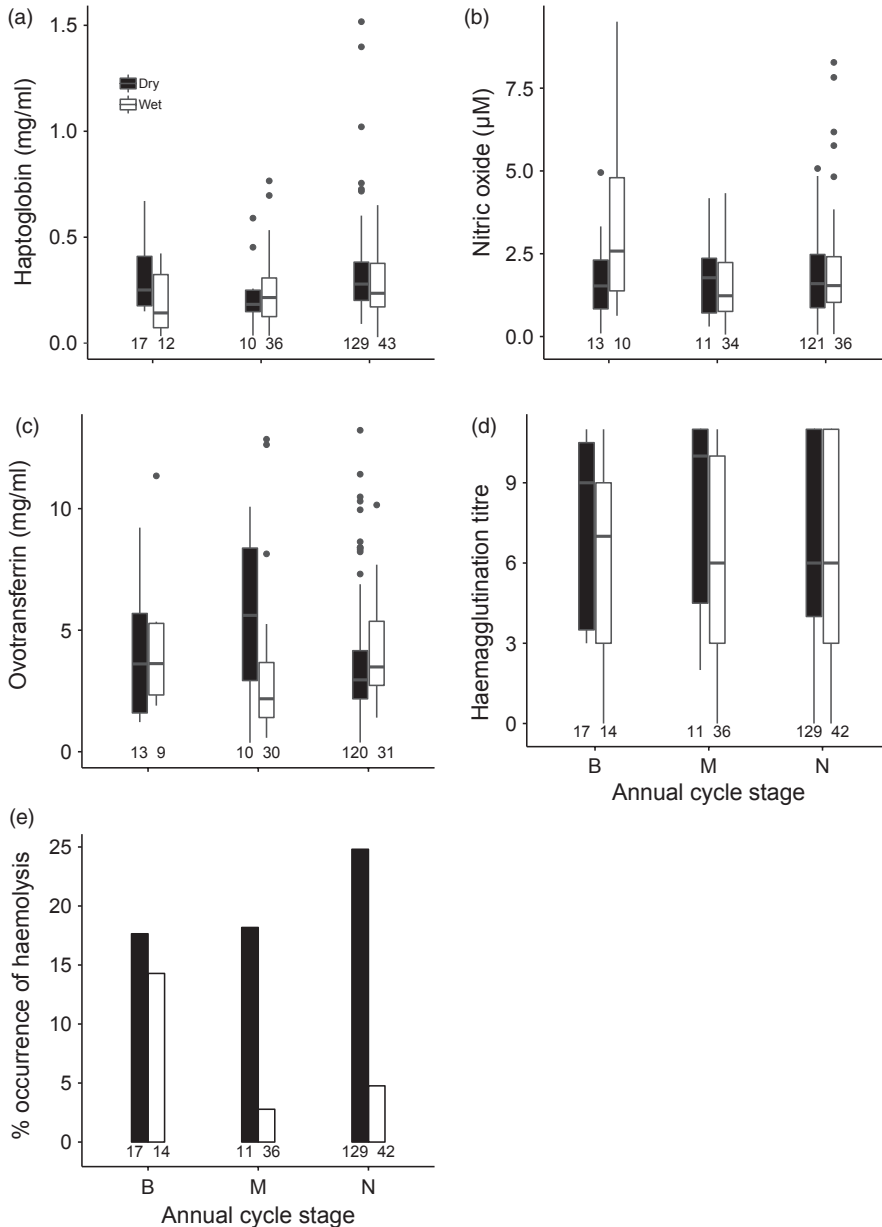 (a)
Haptoglobin (mg/ml)
1.5
1.0
0.5
0.0
Dry
Wet
17 12 10 36 129 43
(b)
Nitric oxide (µM)
7.5
5.0
2.5
0.0
13 10 11 34 121 36
(c)
Ovotransferrin (mg/ml)
10
5
0
13 9 10 30 120 31
(d)
Haemagglutination titre
9
6
3
0
17 14 11 36 129 42
B M N
Annual cycle stage
(e)
% occurrence of haemolysis
25
20
15
10
5
0
17 14 11 36 129 42
B M N
Annual cycle stage